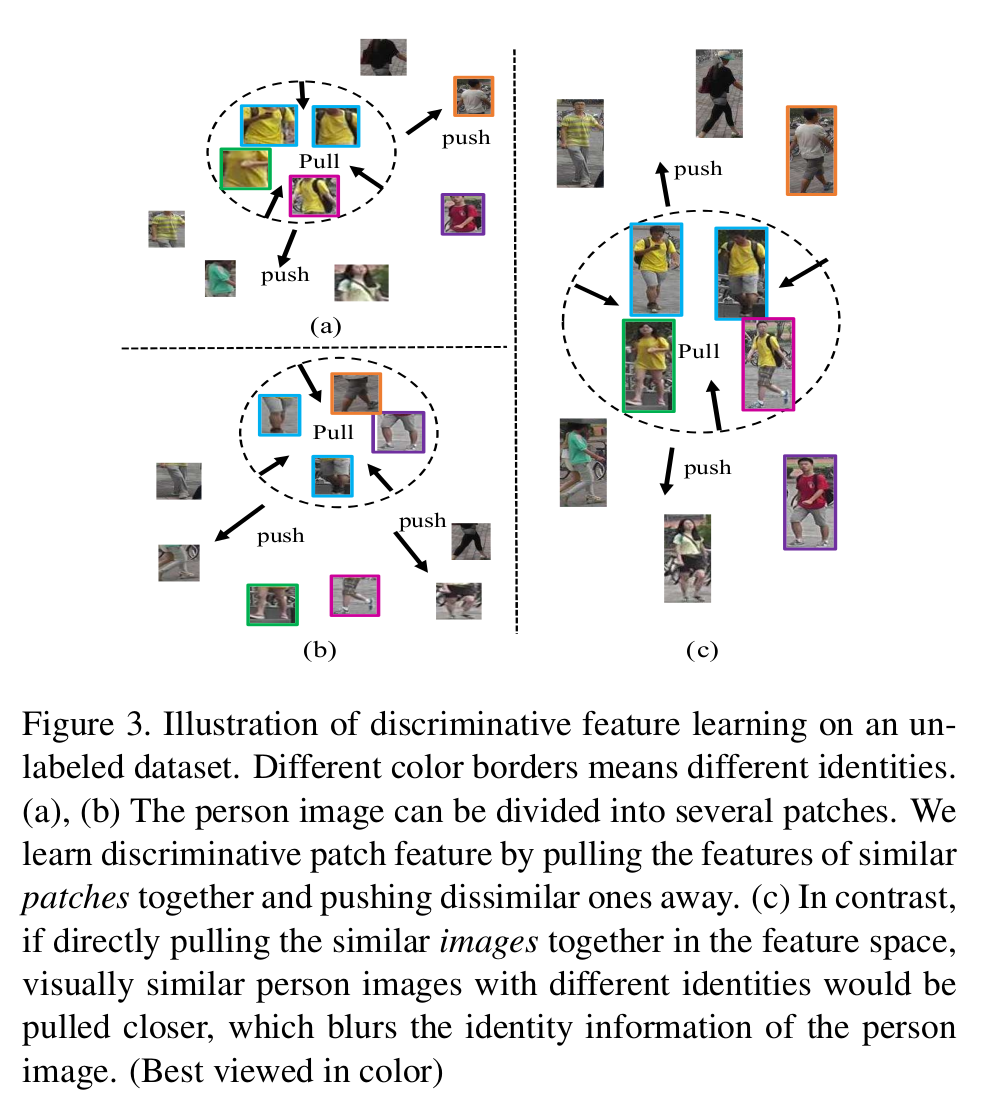 push
Pull
push
(a)
Pull
push
push
(b)
push
Pull
push
(c)
Figure 3. Illustration of discriminative feature learning on an un-
labeled dataset. Different color borders means different identities.
(a), (b) The person image can be divided into several patches. We
learn discriminative patch feature by pulling the features of similar
patches together and pushing dissimilar ones away. (c) In contrast,
if directly pulling the similar images together in the feature space,
visually similar person images with different identities would be
pulled closer, which blurs the identity information of the person
image. (Best viewed in color)